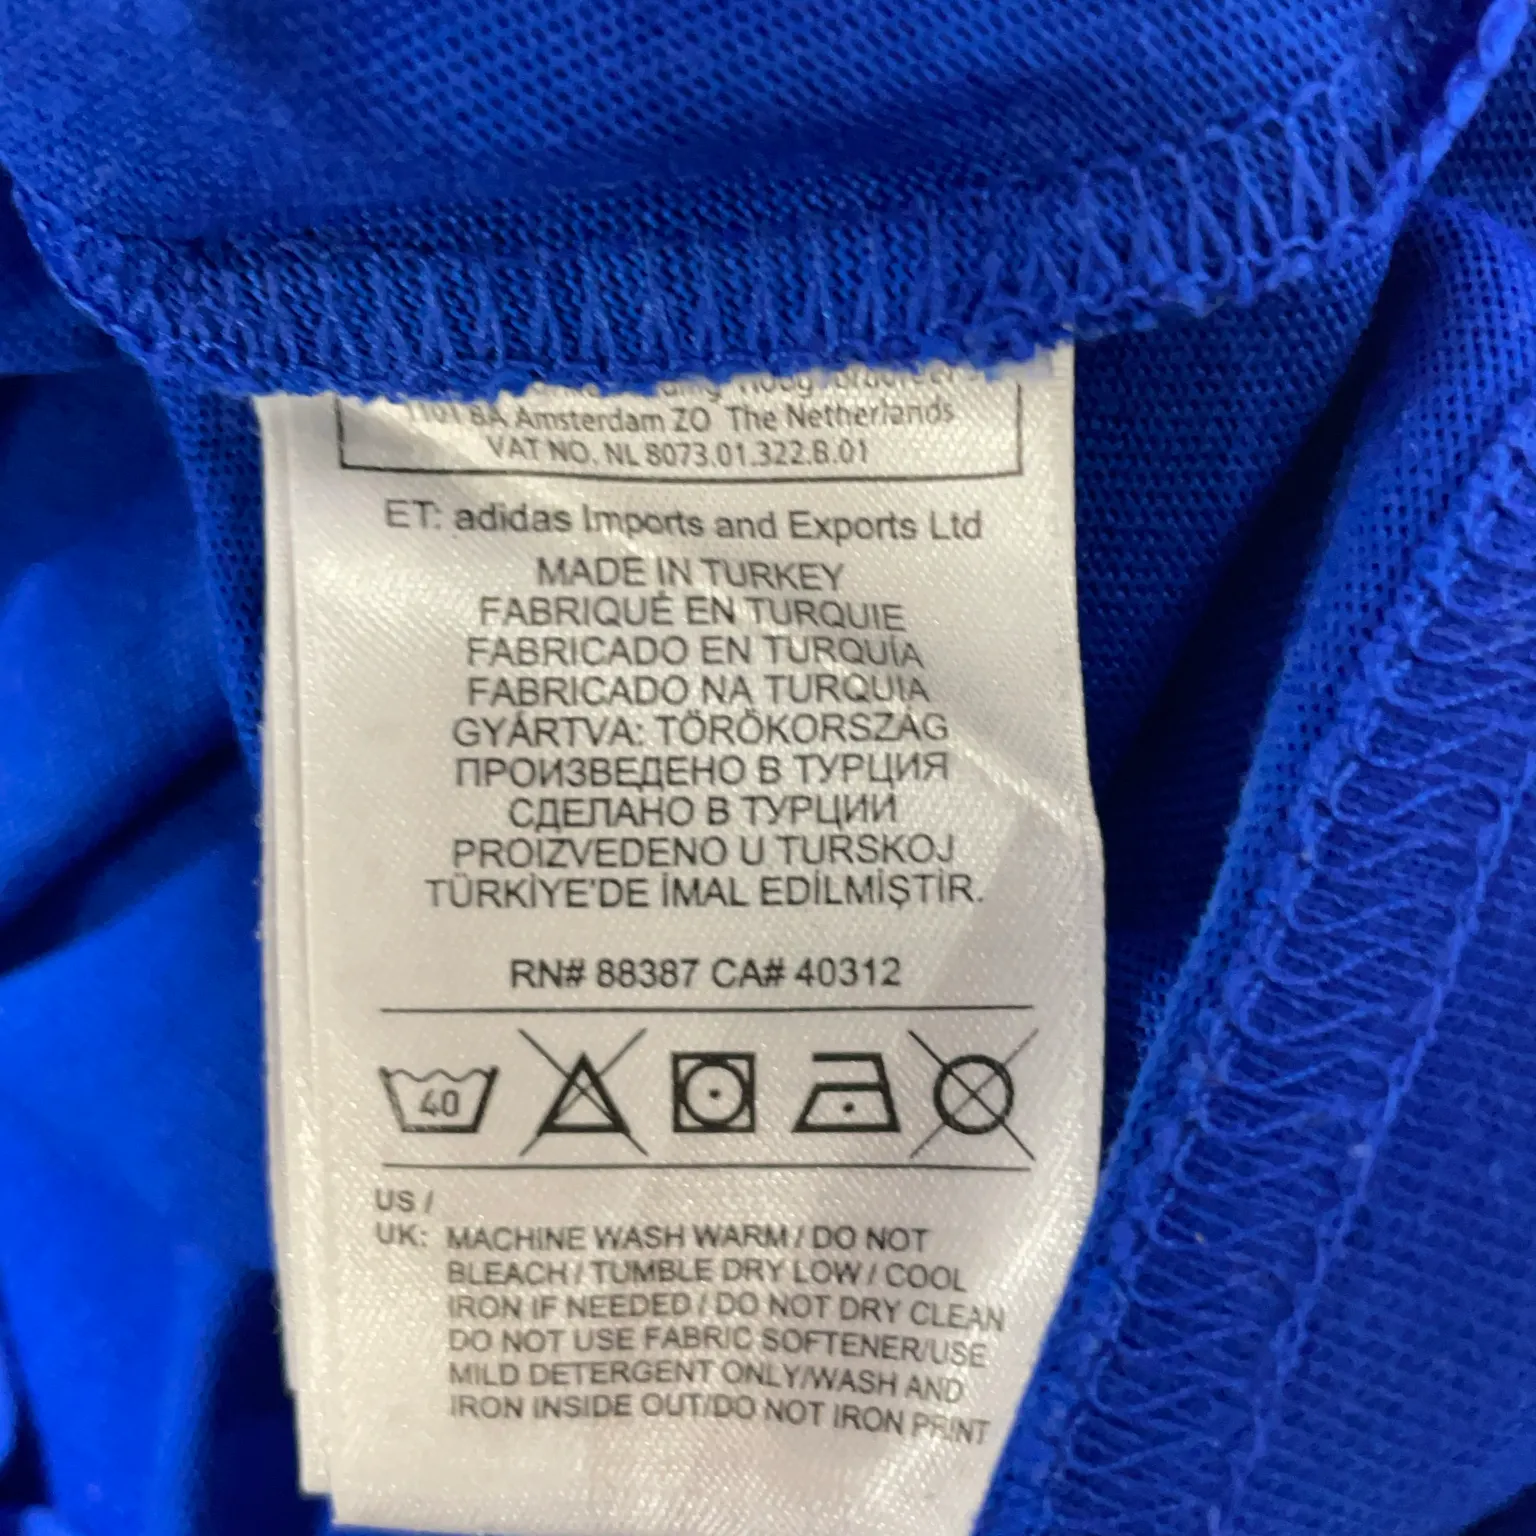 1101 BA Amsterdam ZO The Netherlands
VAT NO. NL 8073.01.322.B.01
ET: adidas Imports and Exports Ltd
MADE IN TURKEY
FABRIQUÉ EN TURQUIE
FABRICADO EN TURQUÍA
FABRICADO NA TURQUIA
GYÁRTVA: TÖRÖKORSZÁG
ПРОИЗВЕДЕНО В ТУРЦИЯ
СДЕЛАНО В ТУРЦИИ
PROIZVEDENO U TURSKOJ
TÜRKİYE'DE İMAL EDİLMİŞTİR.
RN# 88387 CA# 40312
40
US /
UK: MACHINE WASH WARM / DO NOT
BLEACH / TUMBLE DRY LOW / COOL
IRON IF NEEDED / DO NOT DRY CLEAN
DO NOT USE FABRIC SOFTENER/USE
MILD DETERGENT ONLY/WASH AND
IRON INSIDE OUT/DO NOT IRON PRINT